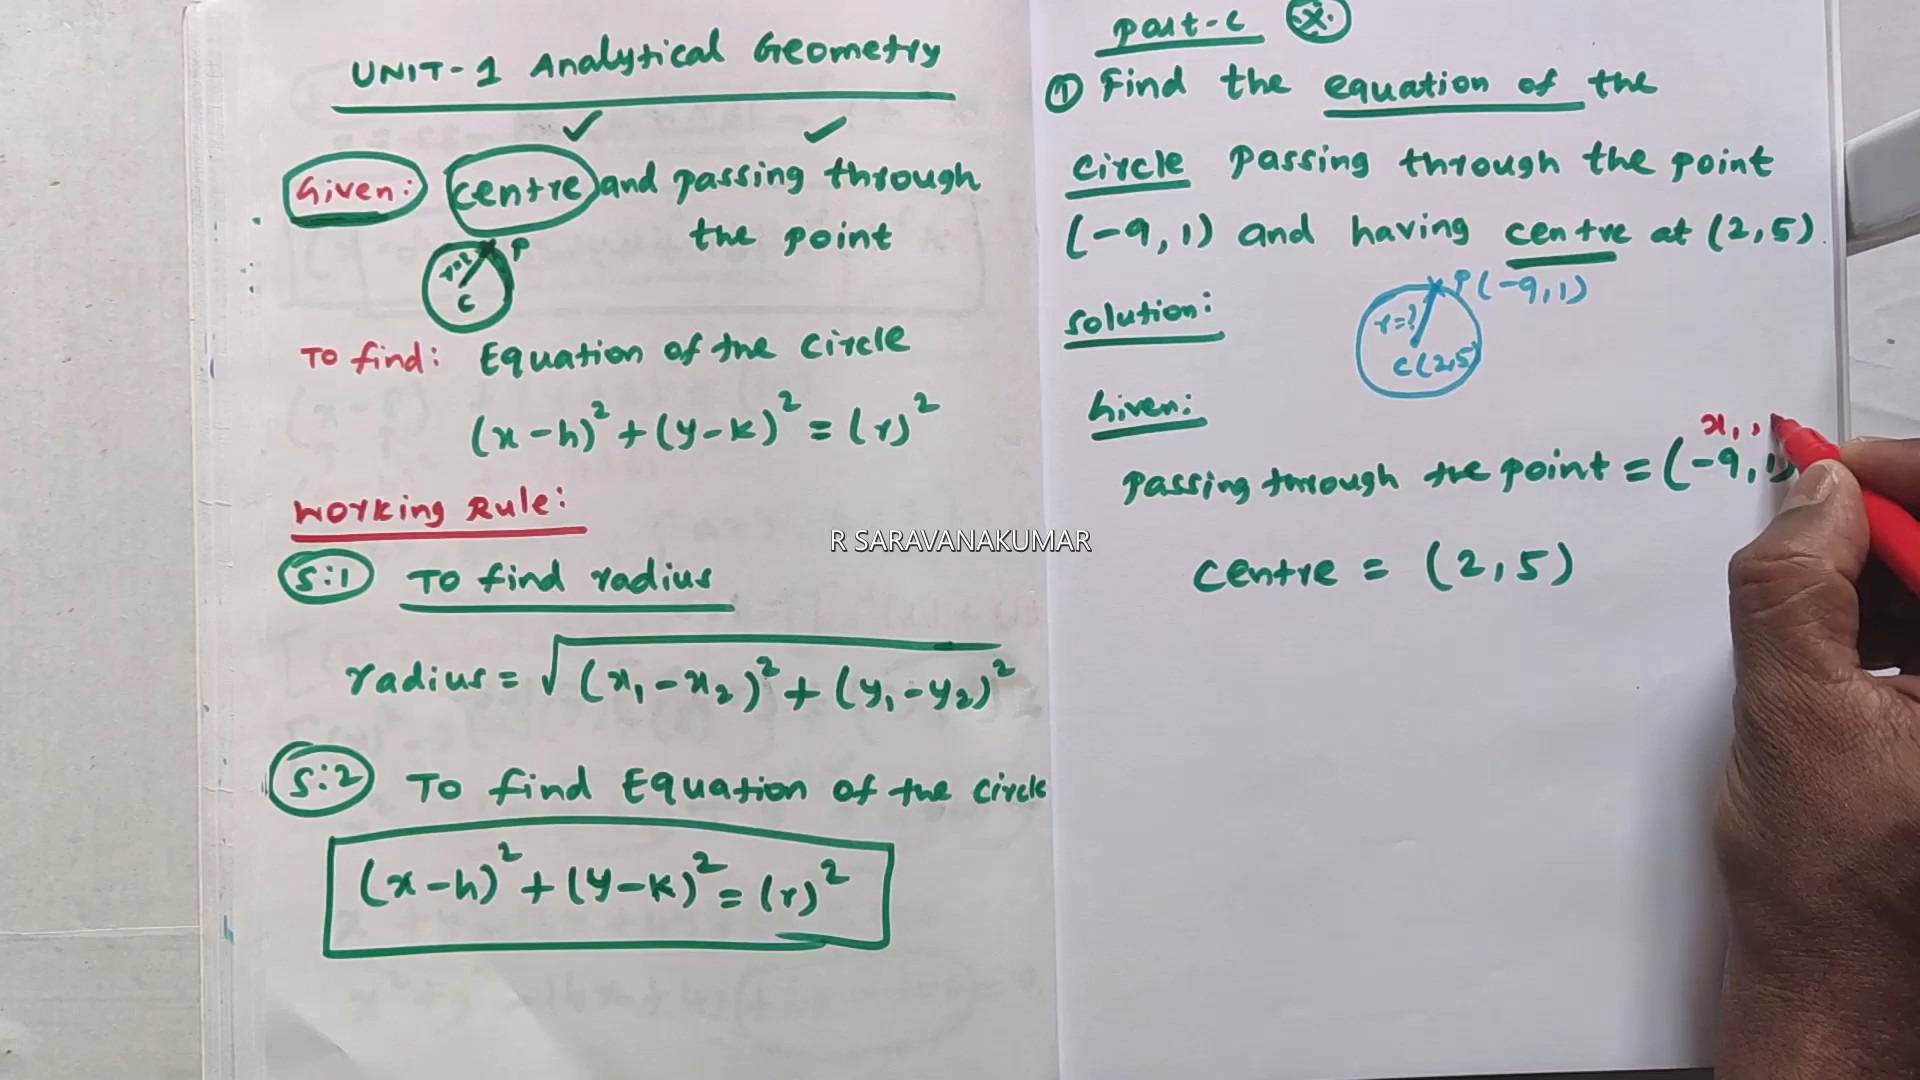 UNIT-1 Analytical Geometry
Given: centre and passing through
the point
P
r=?
C
To find: Equation of the circle
(x-h)² + (y-k)² = (r)²
Working Rule:
S:1 To find radius
radius = √(x₁-x₂)² + (y₁-y₂)²
S:2 To find Equation of the circle
(x-h)² + (y-k)² = (r)²
Part-C
① Find the equation of the
circle passing through the point
(-9,1) and having centre at (2,5).
Solution:
P(-9,1)
r=?
C(2,5)
Given:
x₁,
passing through the point = (-9,1)
centre = (2,5)
R SARAVANAKUMAR